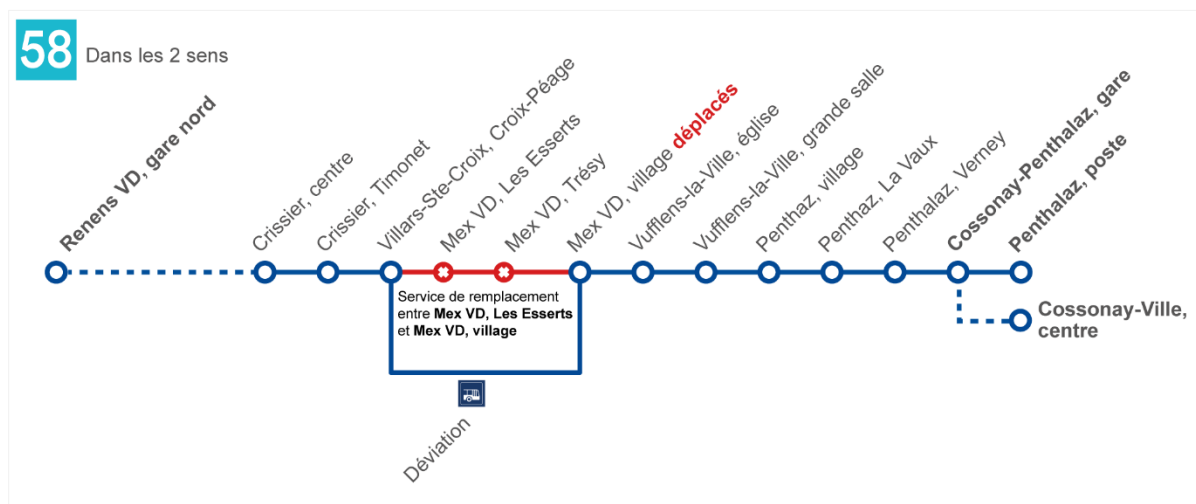 58 Dans les 2 sens
Renens VD, gare nord
Crissier, centre
Crissier, Timonet
Villars-Ste-Croix, Croix-Péage
Mex VD, Les Esserts
Mex VD, Trésy
Mex VD, village déplacés
Vufflens-la-Ville, église
Vufflens-la-Ville, grande salle
Penthaz, village
Penthaz, La Vaux
Penthalaz, Verney
Cossonay-Penthalaz, gare
Penthalaz, poste
Cossonay-Ville,
centre
Service de remplacement
entre Mex VD, Les Esserts
et Mex VD, village
Déviation